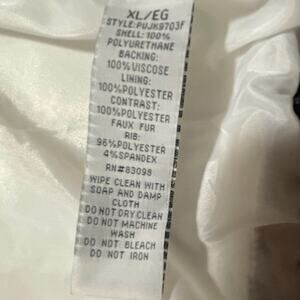 XL/EG
STYLE:PUJK9703F
SHELL: 100%
POLYURETHANE
BACKING:
100%VISCOSE
LINING:
100%POLYESTER
CONTRAST:
100%POLYESTER
FAUX FUR
RIB:
96%POLYESTER
4%SPANDEX
RN#83098
WIPE CLEAN WITH
SOAP AND DAMP
CLOTH
DO NOT DRY CLEAN
DO NOT MACHINE
WASH
DO NOT BLEACH
DO NOT IRON